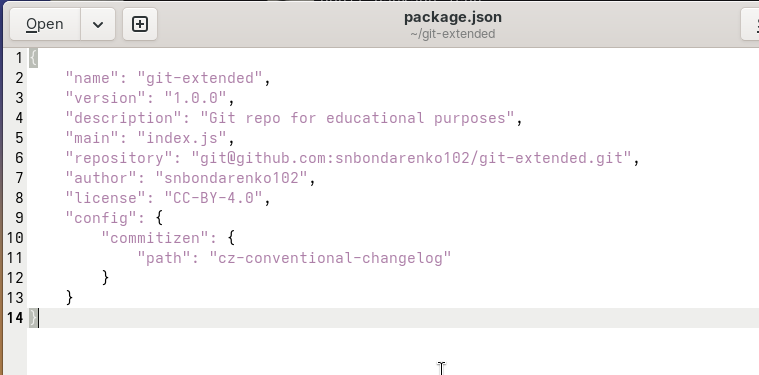 Open
package.json
~/git-extended
1 {
2     "name": "git-extended",
3     "version": "1.0.0",
4     "description": "Git repo for educational purposes",
5     "main": "index.js",
6     "repository": "git@github.com:snbondarenko102/git-extended.git",
7     "author": "snbondarenko102",
8     "license": "CC-BY-4.0",
9     "config": {
10         "commitizen": {
11             "path": "cz-conventional-changelog"
12         }
13     }
14 }